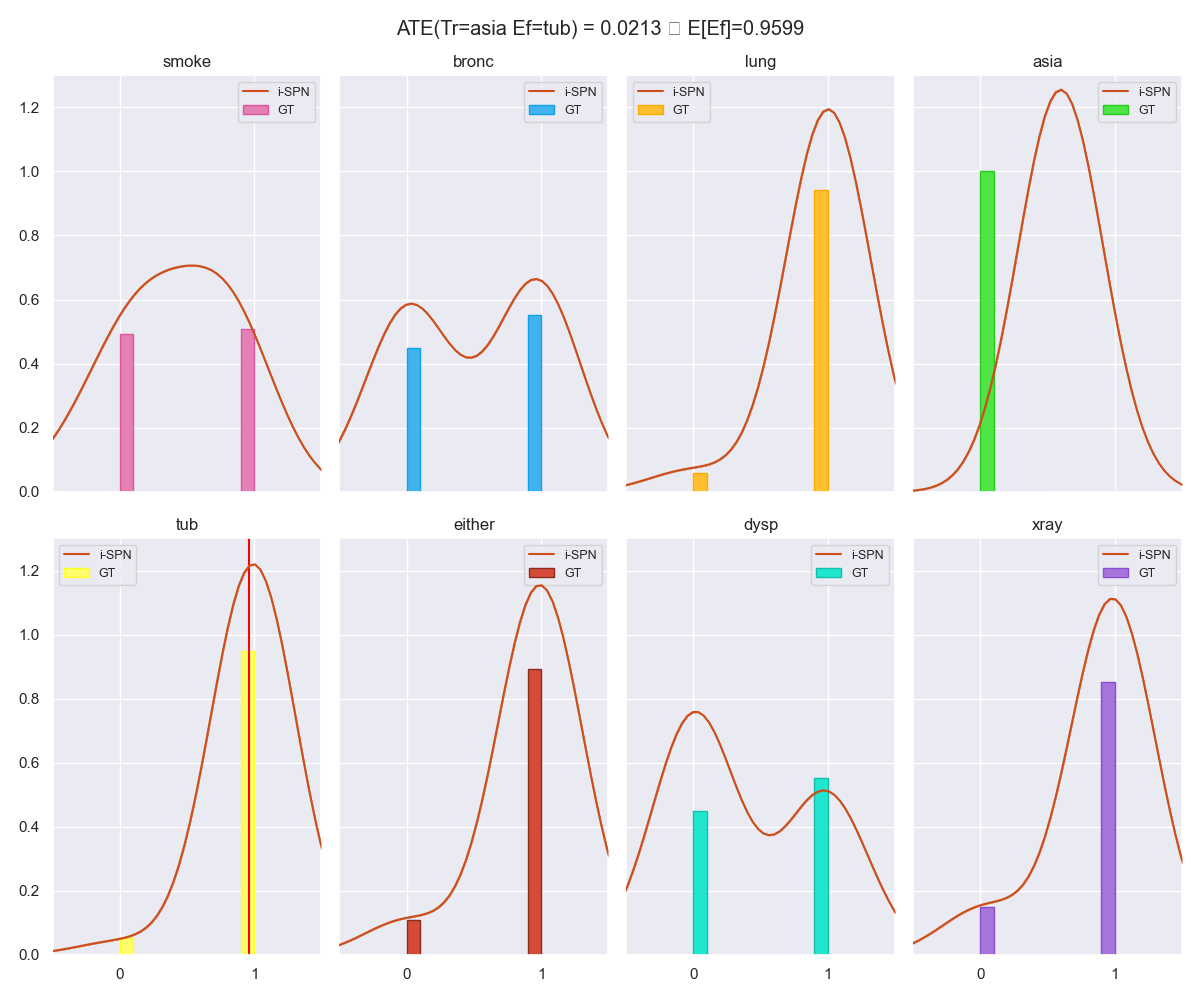 ATE(Tr=asia Ef=tub) = 0.0213 ▯ E[Ef]=0.9599
smoke
bronc
lung
asia
i-SPN
GT
i-SPN
GT
i-SPN
GT
i-SPN
GT
1.2
1.0
0.8
0.6
0.4
0.2
0.0
tub
either
dysp
xray
i-SPN
GT
i-SPN
GT
i-SPN
GT
i-SPN
GT
1.2
1.0
0.8
0.6
0.4
0.2
0.0
0 1 0 1 0 1 0 1